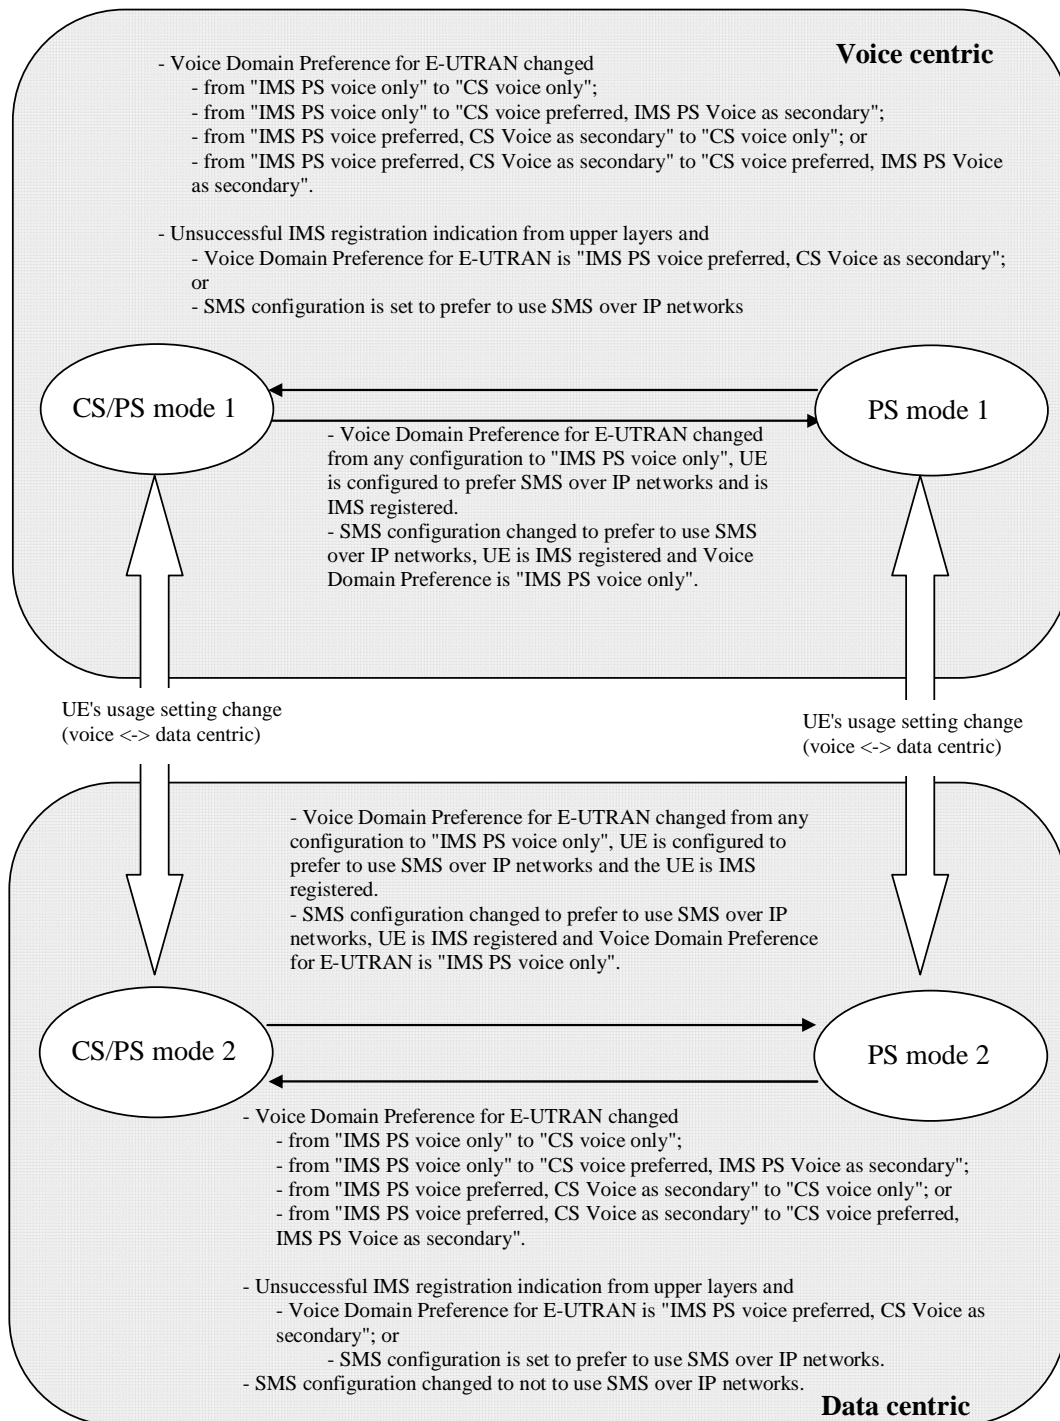 Voice centric
- Voice Domain Preference for E-UTRAN changed
- from "IMS PS voice only" to "CS voice only";
- from "IMS PS voice only" to "CS voice preferred, IMS PS Voice as secondary";
- from "IMS PS voice preferred, CS Voice as secondary" to "CS voice only"; or
- from "IMS PS voice preferred, CS Voice as secondary" to "CS voice preferred, IMS PS Voice
as secondary".
- Unsuccessful IMS registration indication from upper layers and
- Voice Domain Preference for E-UTRAN is "IMS PS voice preferred, CS Voice as secondary";
or
- SMS configuration is set to prefer to use SMS over IP networks
CS/PS mode 1
PS mode 1
- Voice Domain Preference for E-UTRAN changed
from any configuration to "IMS PS voice only", UE
is configured to prefer SMS over IP networks and is
IMS registered.
- SMS configuration changed to prefer to use SMS
over IP networks, UE is IMS registered and Voice
Domain Preference is "IMS PS voice only".
UE's usage setting change
(voice <-> data centric)
UE's usage setting change
(voice <-> data centric)
- Voice Domain Preference for E-UTRAN changed from any
configuration to "IMS PS voice only", UE is configured to
prefer to use SMS over IP networks and the UE is IMS
registered.
- SMS configuration changed to prefer to use SMS over IP
networks, UE is IMS registered and Voice Domain Preference
for E-UTRAN is "IMS PS voice only".
CS/PS mode 2
PS mode 2
- Voice Domain Preference for E-UTRAN changed
- from "IMS PS voice only" to "CS voice only";
- from "IMS PS voice only" to "CS voice preferred, IMS PS Voice as secondary";
- from "IMS PS voice preferred, CS Voice as secondary" to "CS voice only"; or
- from "IMS PS voice preferred, CS Voice as secondary" to "CS voice preferred,
IMS PS Voice as secondary".
- Unsuccessful IMS registration indication from upper layers and
- Voice Domain Preference for E-UTRAN is "IMS PS voice preferred, CS Voice as
secondary"; or
- SMS configuration is set to prefer to use SMS over IP networks.
- SMS configuration changed to not to use SMS over IP networks.
Data centric